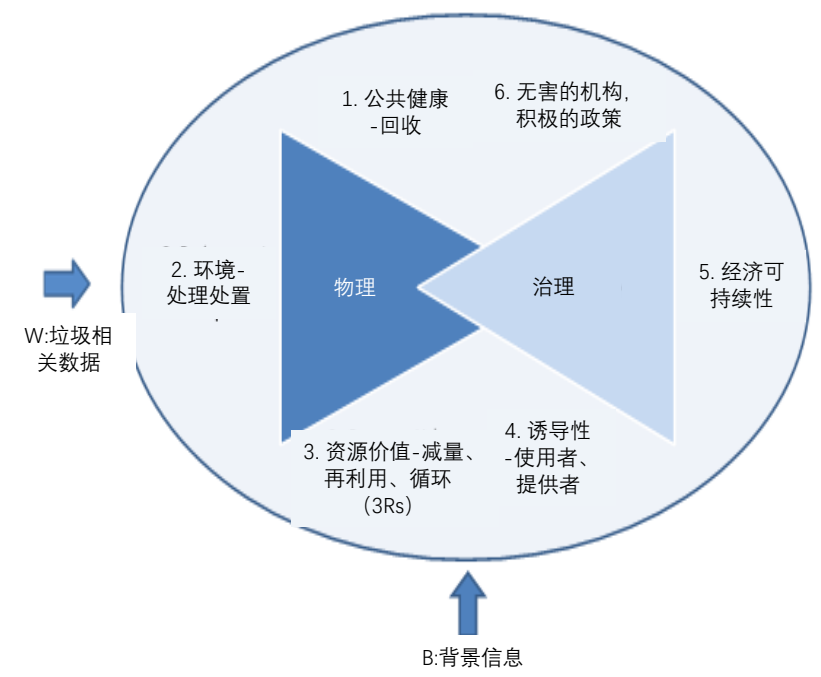 1. 公共健康
-回收
6. 无害的机构,
积极的政策
2. 环境-
处理处置
物理
治理
5. 经济可
持续性
W:垃圾相
关数据
3. 资源价值-减量、
再利用、循环
（3Rs）
4. 诱导性
-使用者、
提供者
B:背景信息